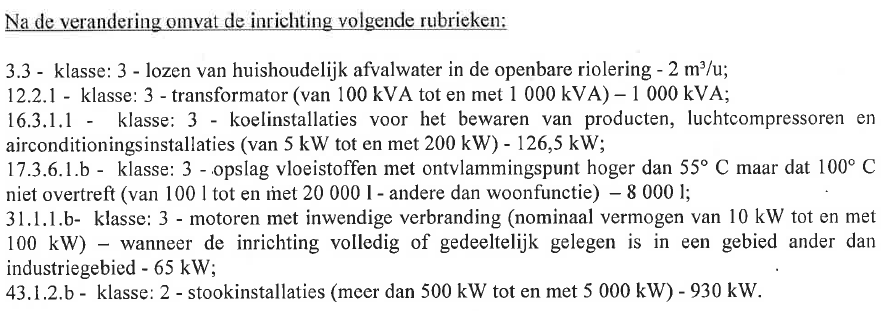 Na de verandering omvat de inrichting volgende rubrieken:
3.3 - klasse: 3 - lozen van huishoudelijk afvalwater in de openbare riolering - 2 m³/u;
12.2.1 - klasse: 3 - transformator (van 100 kVA tot en met 1 000 kVA) – 1 000 kVA;
16.3.1.1 - klasse: 3 - koelinstallaties voor het bewaren van producten, luchtcompressoren en
airconditioningsinstallaties (van 5 kW tot en met 200 kW) - 126,5 kW;
17.3.6.1.b - klasse: 3 - opslag vloeistoffen met ontvlammingspunt hoger dan 55° C maar dat 100° C
niet overtreft (van 100 l tot en met 20 000 l - andere dan woonfunctie) – 8 000 l;
31.1.1.b- klasse: 3 - motoren met inwendige verbranding (nominaal vermogen van 10 kW tot en met
100 kW) – wanneer de inrichting volledig of gedeeltelijk gelegen is in een gebied ander dan
industriegebied - 65 kW;
43.1.2.b - klasse: 2 - stookinstallaties (meer dan 500 kW tot en met 5 000 kW) - 930 kW.